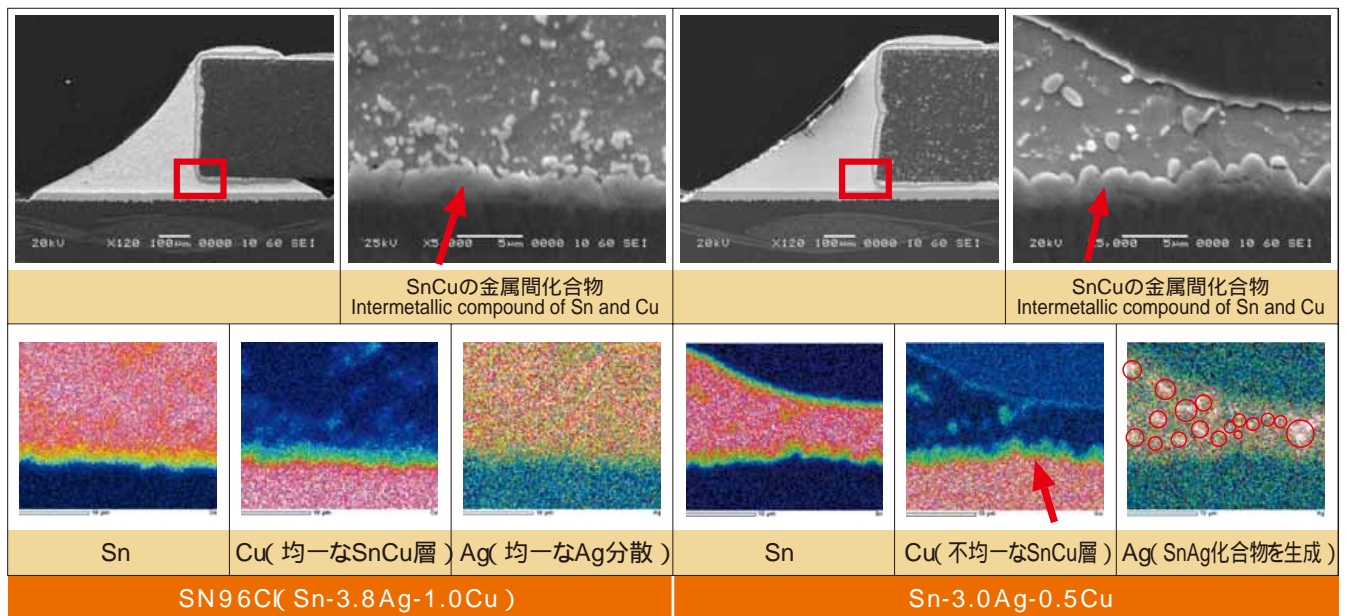 20kV X120 100μm 0000 10 60 SEI
25kV X5,000 5μm 0000 10 60 SEI
20kV X120 100μm 0000 10 60 SEI
5,000 5μm 0000 10 60 SEI
SnCuの金属間化合物
Intermetallic compound of Sn and Cu
SnCuの金属間化合物
Intermetallic compound of Sn and Cu
Sn
Cu(均一なSnCu層)
Ag(均一なAg分散)
Sn
Cu(不均一なSnCu層)
Ag(SnAg化合物を生成)
SN96CI(Sn-3.8Ag-1.0Cu)
Sn-3.0Ag-0.5Cu